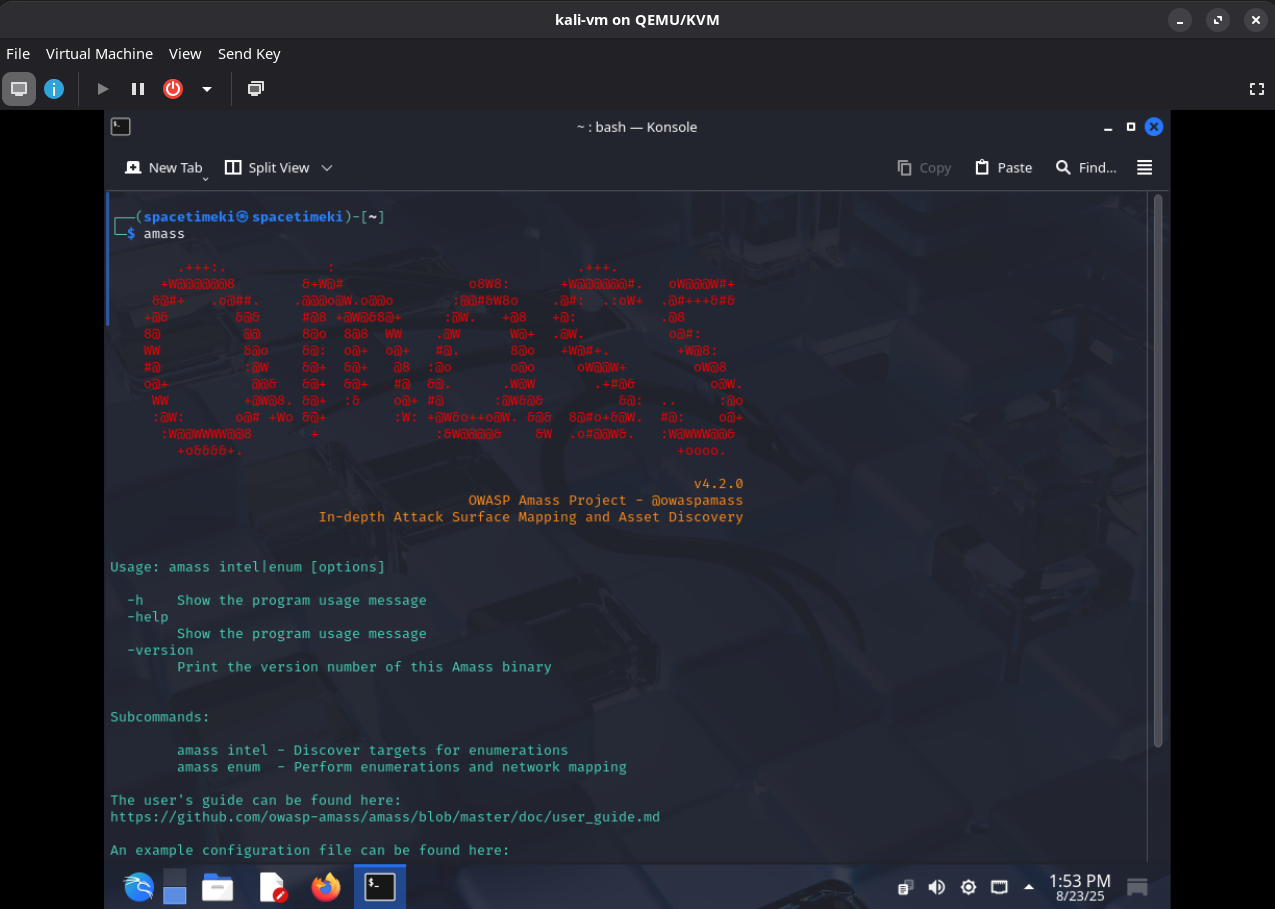 kali-vm on QEMU/KVM
File Virtual Machine View Send Key
~ : bash — Konsole
New Tab Split View Copy Paste Find...
┌──(spacetimeki㉿spacetimeki)-[~]
└─$ amass
v4.2.0
OWASP Amass Project - @owaspamass
In-depth Attack Surface Mapping and Asset Discovery
Usage: amass intel|enum [options]
-h Show the program usage message
-help
Show the program usage message
-version
Print the version number of this Amass binary
Subcommands:
amass intel - Discover targets for enumerations
amass enum - Perform enumerations and network mapping
The user's guide can be found here:
https://github.com/owasp-amass/amass/blob/master/doc/user_guide.md
An example configuration file can be found here:
1:53 PM
8/23/25